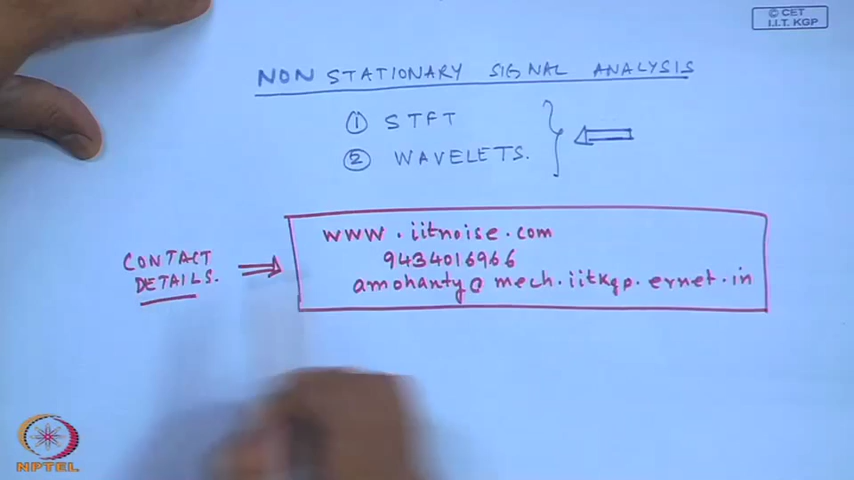 © CET
I.I.T. KGP
NON STATIONARY SIGNAL ANALYSIS
① STFT
② WAVELETS.
CONTACT
DETAILS.
www.iitnoise.com
9434016966
amohanty@mech.iitkgp.ernet.in
NPTEL